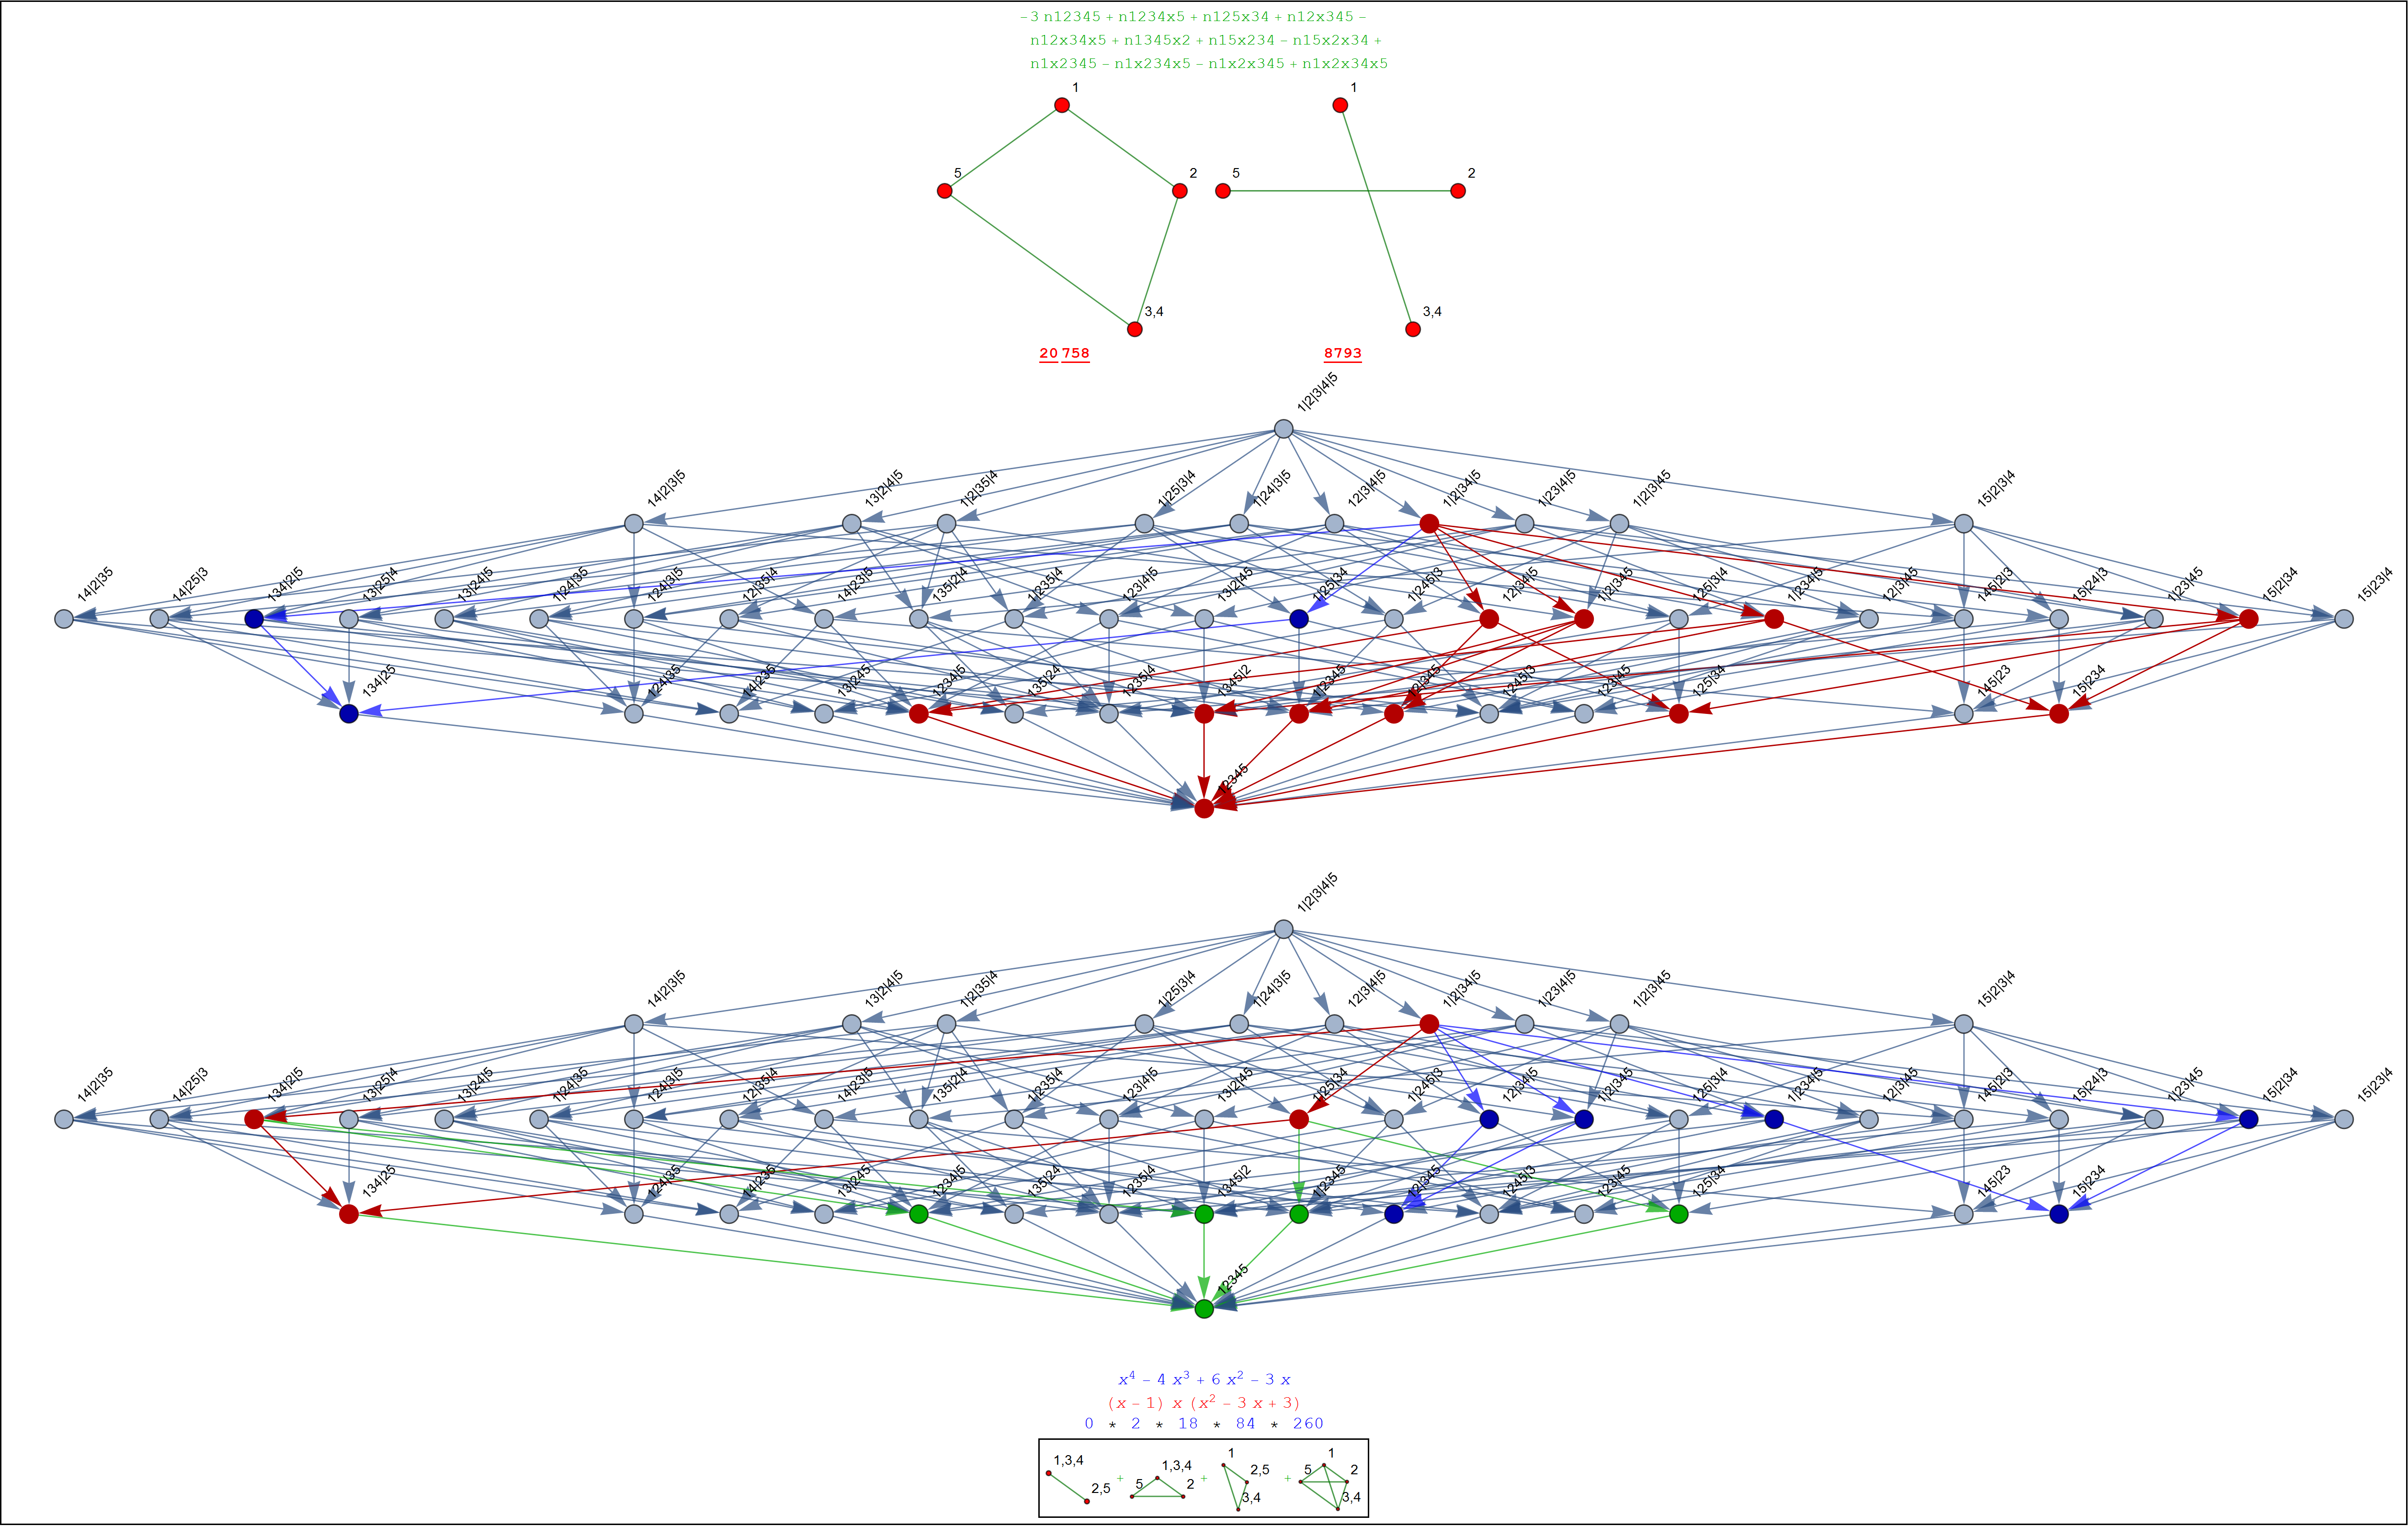 −3 n12345 + n1234x5 + n125x34 + n12x345 −
n12x34x5 + n1345x2 + n15x234 − n15x2x34 +
n1x2345 − n1x234x5 − n1x2x345 + n1x2x34x5
1 1
5 2 5 2
3,4 3,4
20 758 8793
1|2|3|4|5
14|2|3|5 13|2|4|5 1|2|35|4 1|25|3|4 1|24|3|5 12|3|4|5 1|2|34|5 1|23|4|5 1|2|3|45 15|2|3|4
14|2|35 14|25|3 134|2|5 13|25|4 13|24|5 1|24|35 124|3|5 12|35|4 14|23|5 135|2|4 1|235|4 123|4|5 13|2|45 1|25|34 1|245|3 12|34|5 1|2|345 125|3|4 1|234|5 12|3|45 145|2|3 15|24|3 1|23|45 15|2|34 15|23|4
134|25 124|35 14|235 13|245 1234|5 135|24 1235|4 1345|2 1|2345 12|345 1245|3 123|45 125|34 145|23 15|234
12345
1|2|3|4|5
14|2|3|5 13|2|4|5 1|2|35|4 1|25|3|4 1|24|3|5 12|3|4|5 1|2|34|5 1|23|4|5 1|2|3|45 15|2|3|4
14|2|35 14|25|3 134|2|5 13|25|4 13|24|5 1|24|35 124|3|5 12|35|4 14|23|5 135|2|4 1|235|4 123|4|5 13|2|45 1|25|34 1|245|3 12|34|5 1|2|345 125|3|4 1|234|5 12|3|45 145|2|3 15|24|3 1|23|45 15|2|34 15|23|4
134|25 124|35 14|235 13|245 1234|5 135|24 1235|4 1345|2 1|2345 12|345 1245|3 123|45 125|34 145|23 15|234
12345
x⁴ − 4 x³ + 6 x² − 3 x
(x − 1) x (x² − 3 x + 3)
0 * 2 * 18 * 84 * 260
1,3,4 2,5 + 1,3,4 5 2 + 1 2,5 3,4 + 1 5 2 3,4